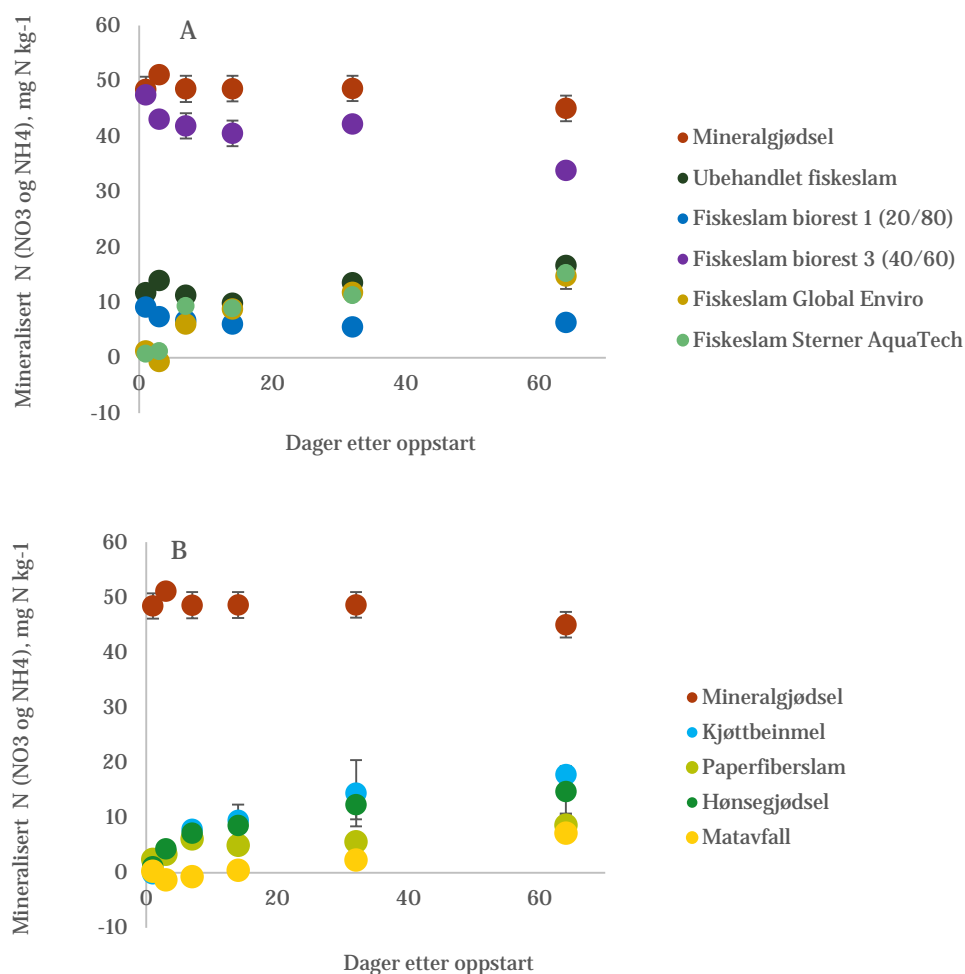 Mineralisert N (NO3 og NH4), mg N kg-1
A
60
50
40
30
20
10
0
-10
0
20
40
60
Dager etter oppstart
Mineralgjødsel
Ubehandlet fiskeslam
Fiskeslam biorest 1 (20/80)
Fiskeslam biorest 3 (40/60)
Fiskeslam Global Enviro
Fiskeslam Sterner AquaTech
Mineralisert N (NO3 og NH4), mg N kg-1
B
60
50
40
30
20
10
0
-10
0
20
40
60
Dager etter oppstart
Mineralgjødsel
Kjøttbeinmel
Paperfiberslam
Hønsegjødsel
Matavfall